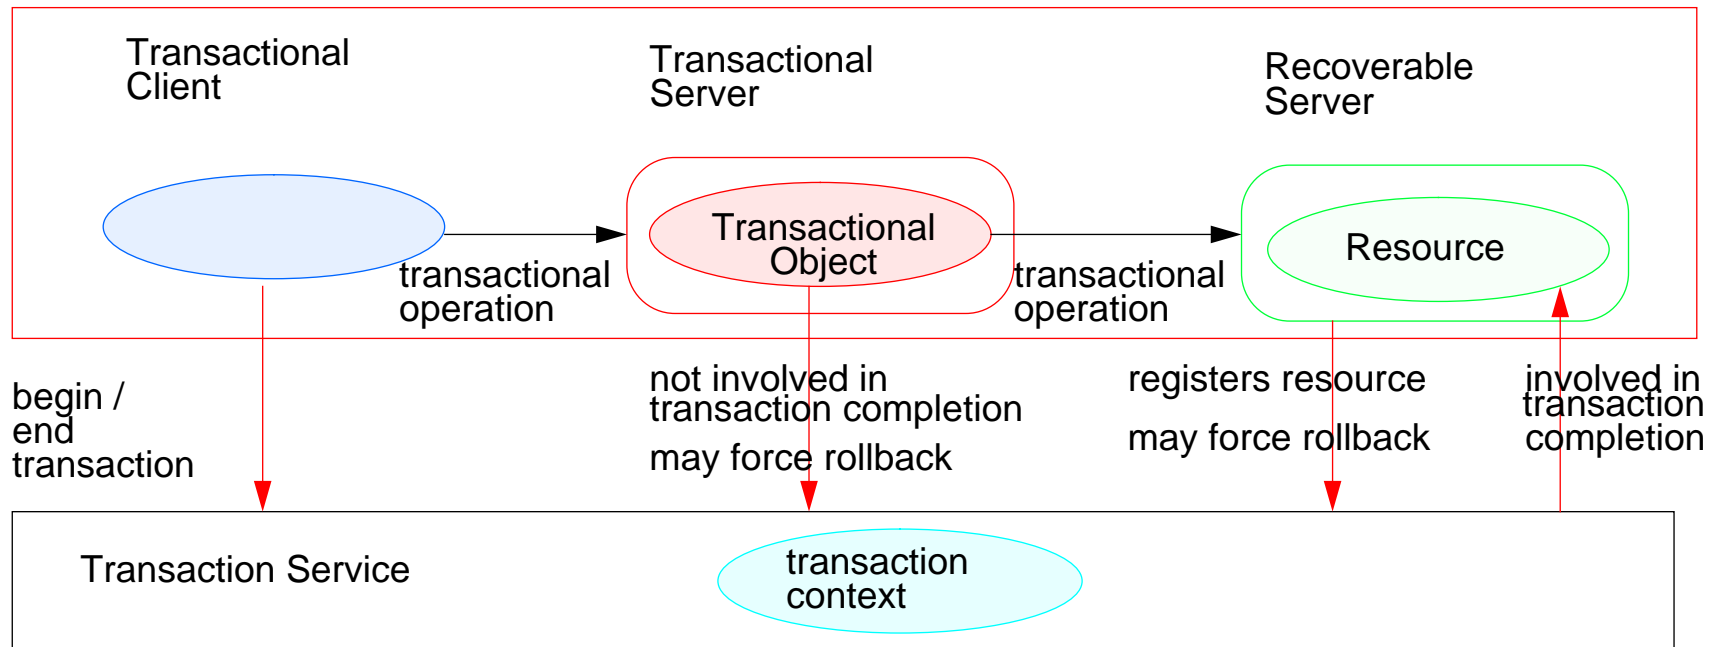 Transactional
Client
Transactional
Server
Recoverable
Server
Transactional
Object
Resource
transactional
operation
transactional
operation
begin /
end
transaction
not involved in
transaction completion
may force rollback
registers resource
may force rollback
involved in
transaction
completion
Transaction Service
transaction
context